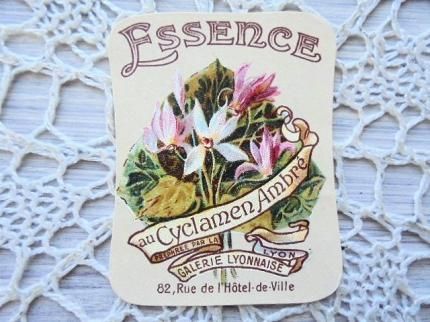 ESSENCE
au Cyclamen Ambré
PRÉPARÉE PAR LA
GALERIE LYONNAISE
LYON
82, Rue de l'Hôtel-de-Ville